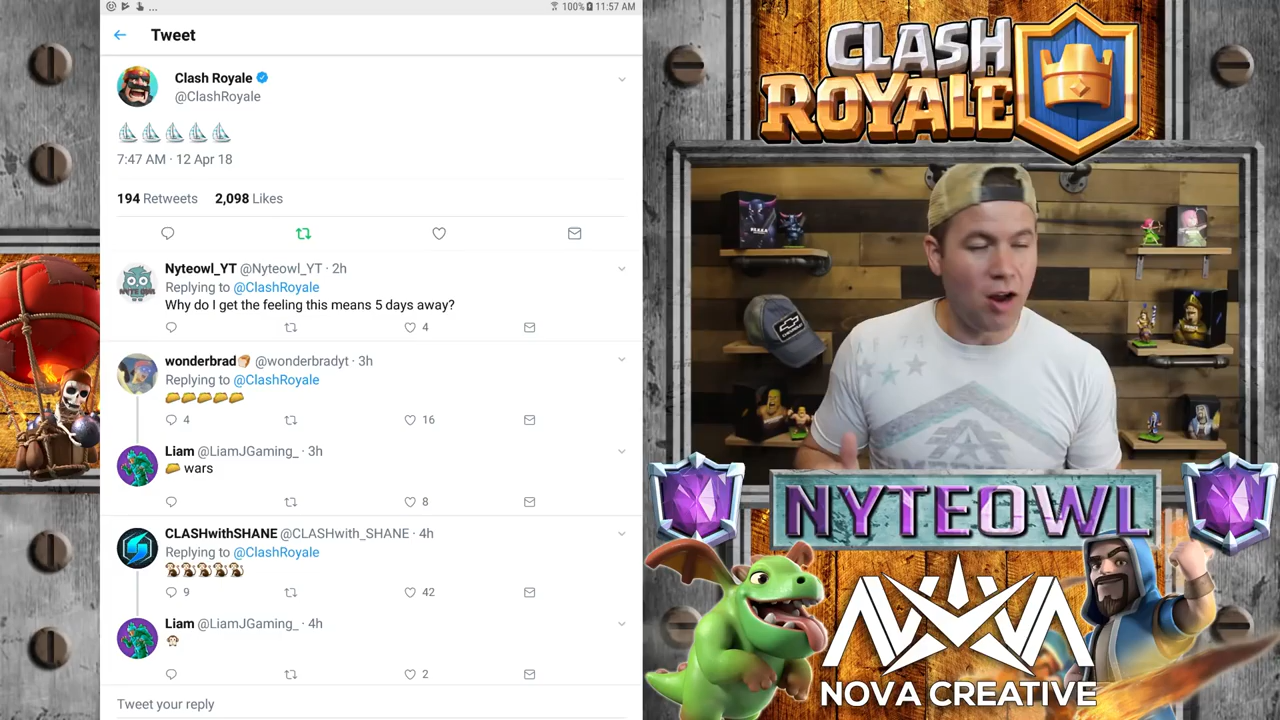 100% 11:57 AM
Tweet
Clash Royale
@ClashRoyale
7:47 AM · 12 Apr 18
194 Retweets 2,098 Likes
Nyteowl_YT @Nyteowl_YT · 2h
Replying to @ClashRoyale
Why do I get the feeling this means 5 days away?
4
wonderbrad @wonderbradyt · 3h
Replying to @ClashRoyale
4 16
Liam @LiamJGaming_ · 3h
wars
8
CLASHwithSHANE @CLASHwith_SHANE · 4h
Replying to @ClashRoyale
9 42
Liam @LiamJGaming_ · 4h
2
Tweet your reply
CLASH
ROYALE
NYTEOWL
NOVA
NOVA CREATIVE